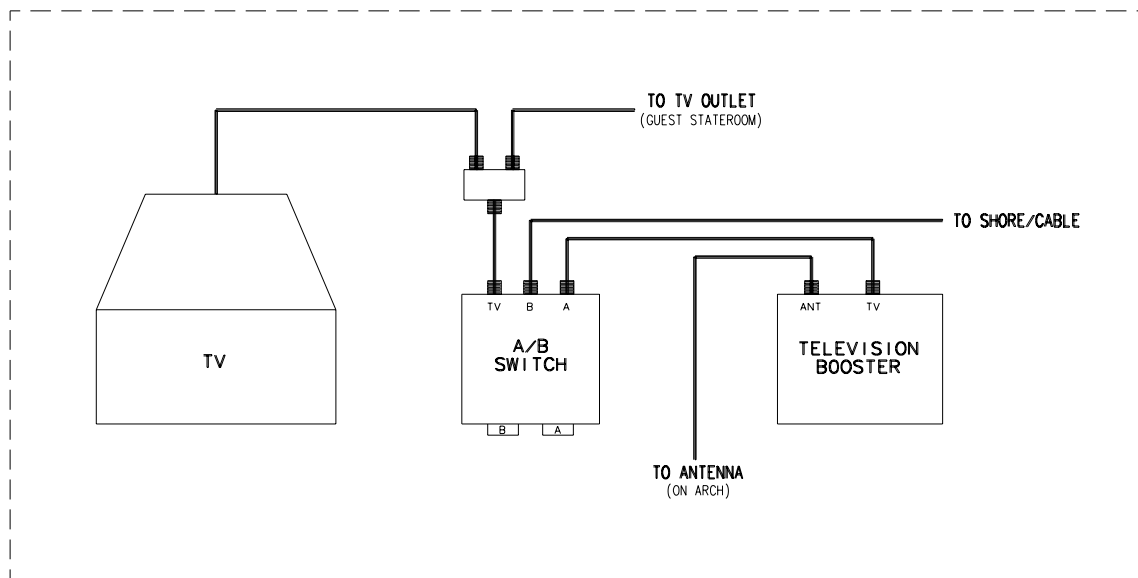 TO TV OUTLET
(GUEST STATEROOM)
TO SHORE/CABLE
TV B A
ANT TV
A/B
SWITCH
TELEVISION
BOOSTER
TV
B A
TO ANTENNA
(ON ARCH)